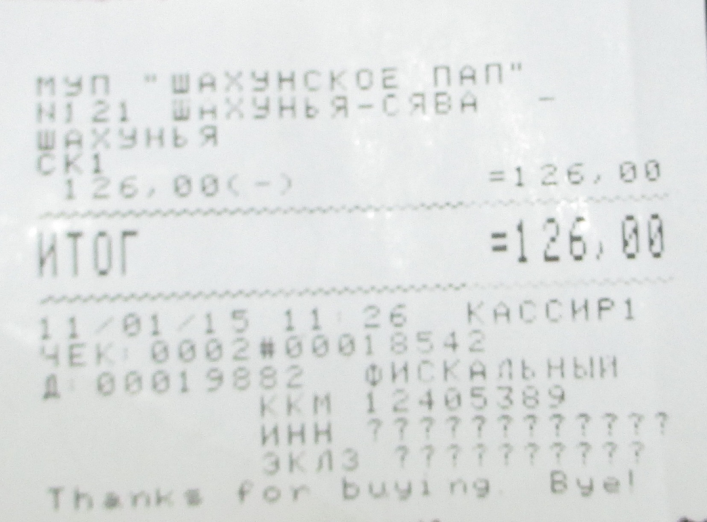 МУП "ШАХУНСКОЕ ПАП"
N121 ШАХУНЬЯ-СЯВА -
ШАХУНЬЯ
СК1
126,00(-) =126,00
ИТОГ =126,00
11/01/15 11:26 КАССИР1
ЧЕК: 0002#00018542
Д: 00019882 ФИСКАЛЬНЫЙ
ККМ 12405389
ИНН ????????????
ЭКЛЗ ??????????
Thanks for buying. Bye!